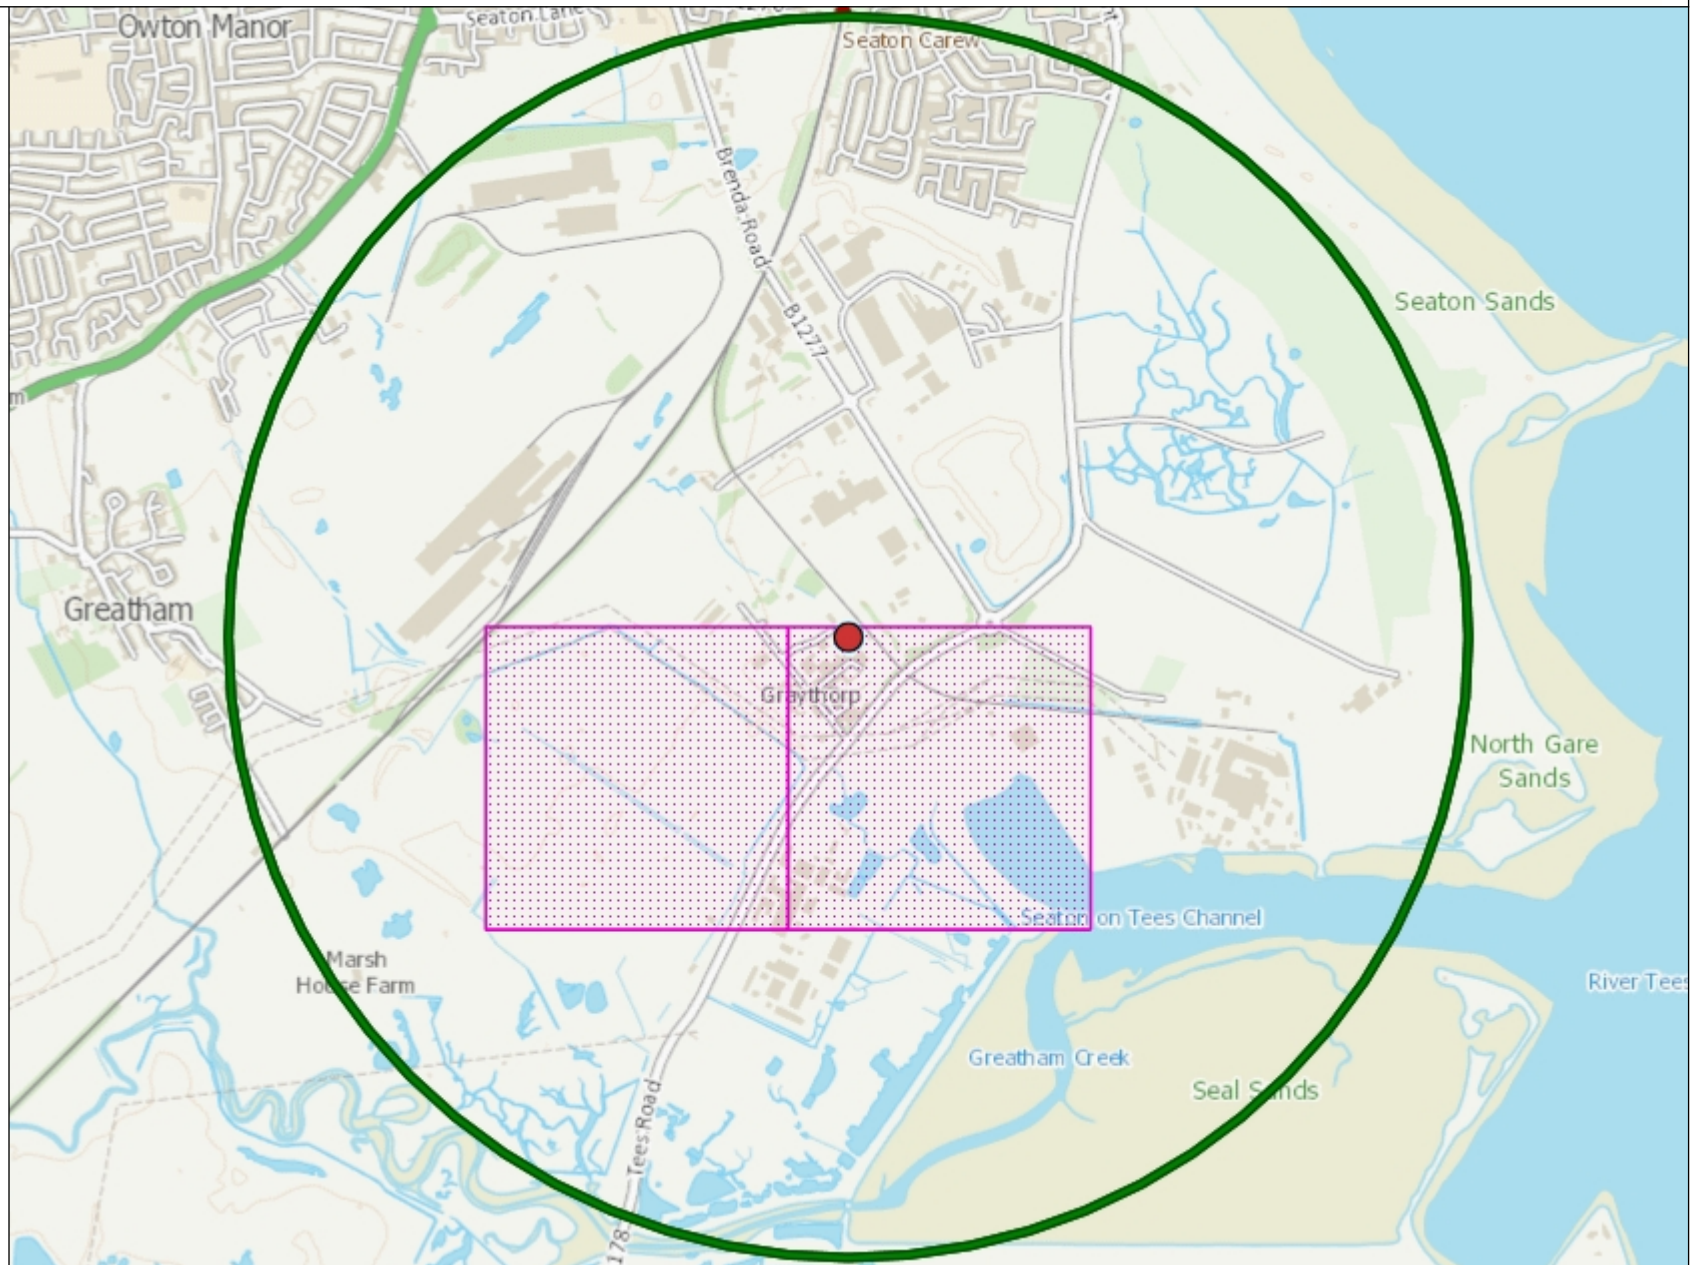 Owton Manor
Seaton Lane
Seaton Carew
Brenda Road
B1277
Seaton Sands
Greatham
Graythorp
North Gare
Sands
Seaton on Tees Channel
Marsh
House Farm
River Tees
Greatham Creek
Seal Sands
Tees Road
178